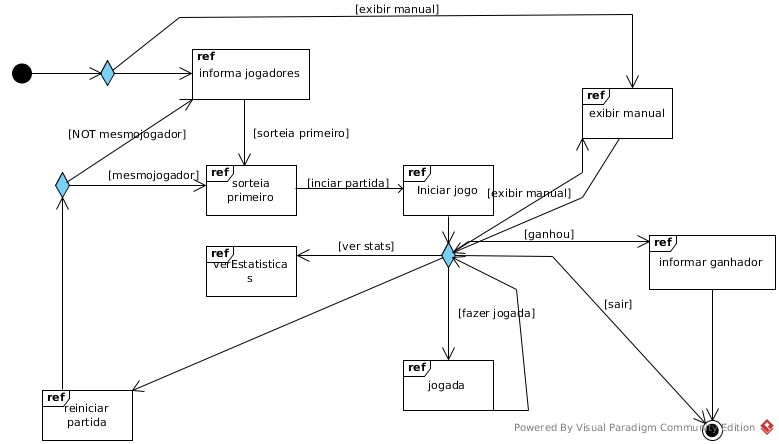 [exibir manual]
ref
informa jogadores
ref
exibir manual
[NOT mesmojogador]
[sorteia primeiro]
[mesmojogador]
ref
sorteia
primeiro
[inciar partida]
ref
Iniciar jogo
[exibir manual]
[ganhou]
ref
informar ganhador
[ver stats]
ref
verEstatistica
s
[sair]
[fazer jogada]
ref
jogada
ref
reiniciar
partida
Powered By Visual Paradigm Community Edition